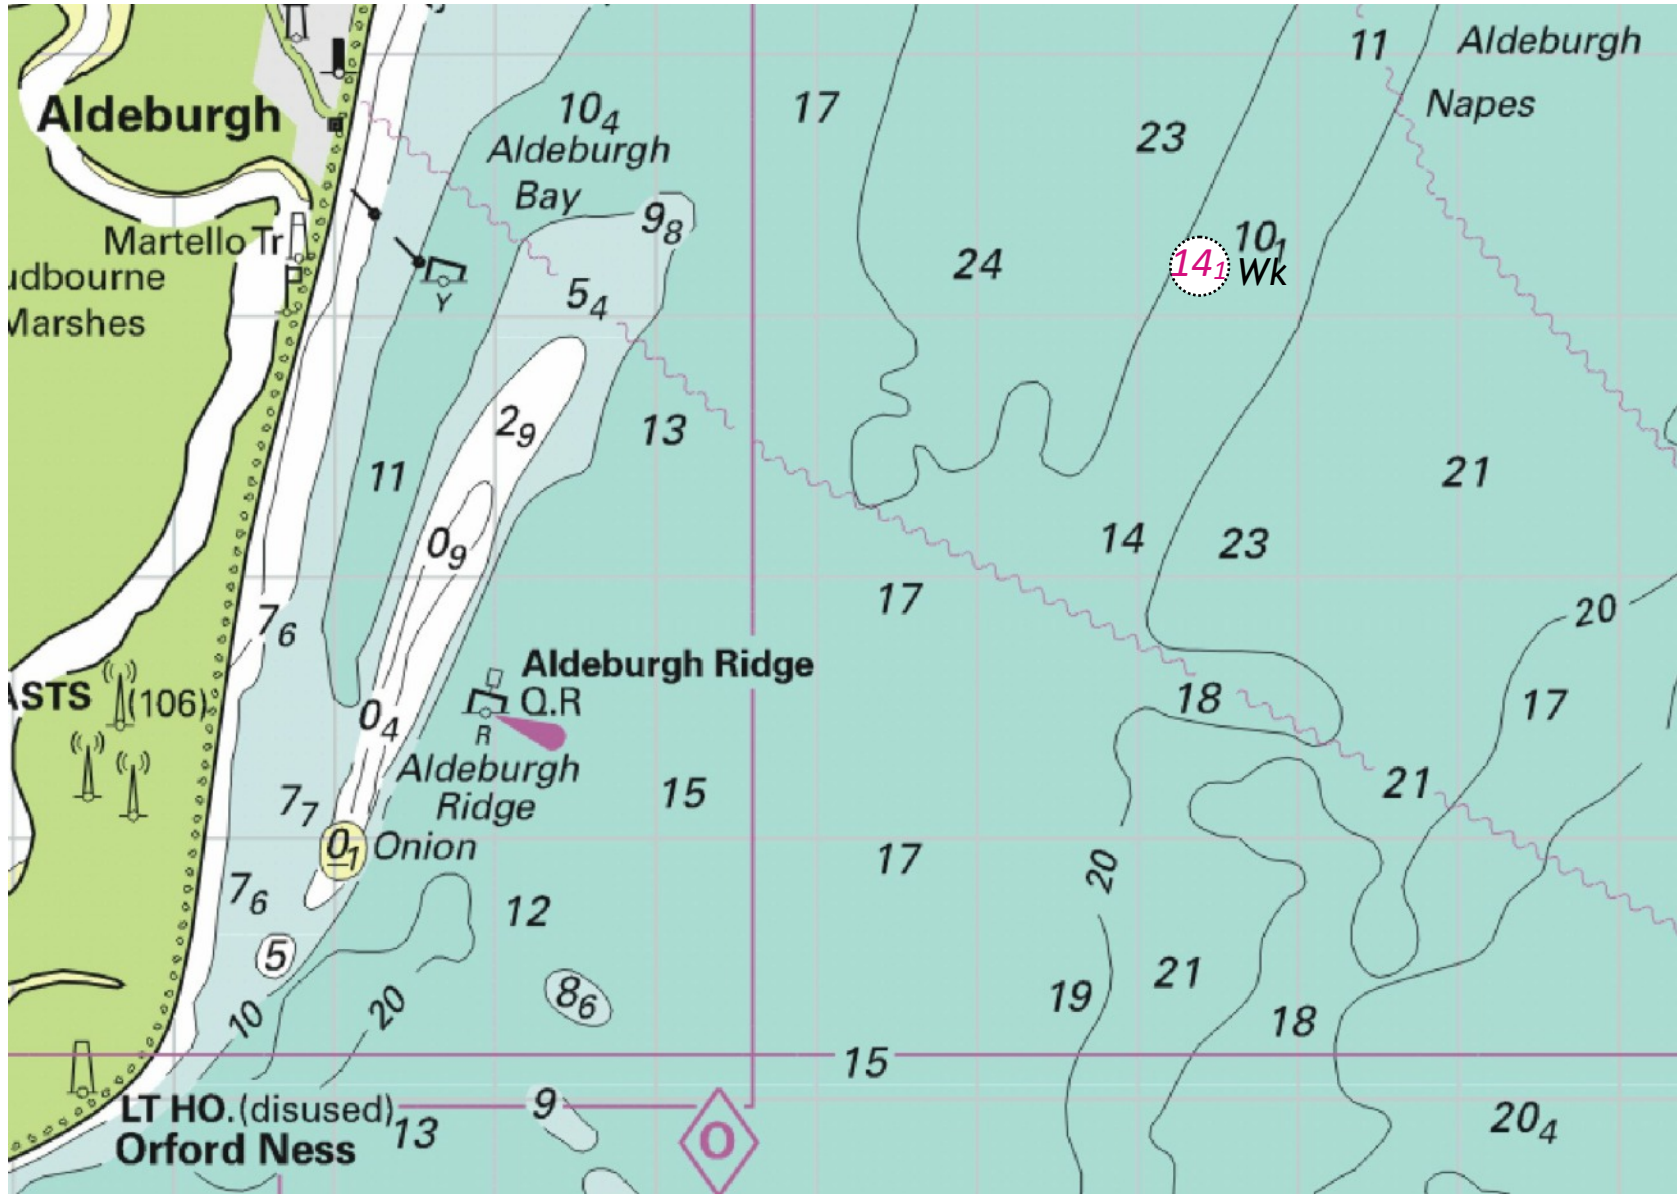 11
Aldeburgh
Napes
Aldeburgh
10₄
17
23
Aldeburgh
Bay
9₈
Martello Tr
24
14₁
10₁
Wk
udbourne
Marshes
Y
5₄
2₉
13
11
21
0₉
14
23
17
7₆
20
Aldeburgh Ridge
Q.R
R
ASTS
(106)
0₄
18
17
Aldeburgh
Ridge
7₇
15
21
0₁
Onion
17
20
7₆
12
5
8₆
10
20
19
21
18
15
LT HO. (disused)
Orford Ness
13
9
O
20₄